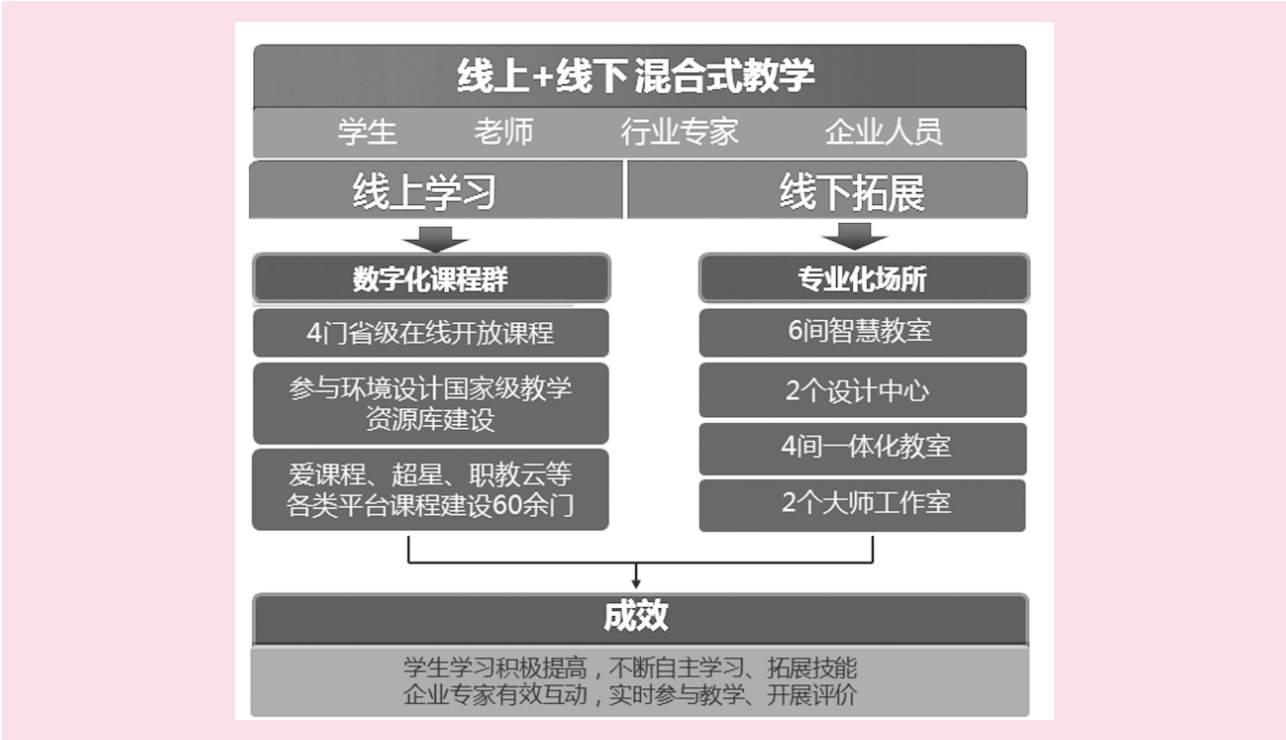 线上+线下 混合式教学
学生 老师 行业专家 企业人员
线上学习
线下拓展
数字化课程群
4门省级在线开放课程
参与环境设计国家级教学
资源库建设
爱课程、超星、职教云等
各类平台课程建设60余门
专业化场所
6间智慧教室
2个设计中心
4间一体化教室
2个大师工作室
成效
学生学习积极提高，不断自主学习、拓展技能
企业专家有效互动，实时参与教学、开展评价